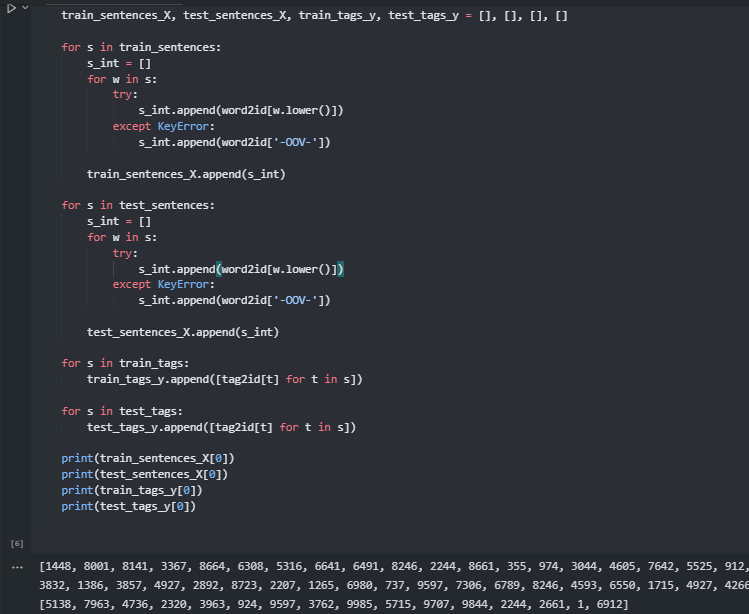 train_sentences_X, test_sentences_X, train_tags_y, test_tags_y = [], [], [], []
for s in train_sentences:
s_int = []
for w in s:
try:
s_int.append(word2id[w.lower()])
except KeyError:
s_int.append(word2id['-OOV-'])
train_sentences_X.append(s_int)
for s in test_sentences:
s_int = []
for w in s:
try:
s_int.append(word2id[w.lower()])
except KeyError:
s_int.append(word2id['-OOV-'])
test_sentences_X.append(s_int)
for s in train_tags:
train_tags_y.append([tag2id[t] for t in s])
for s in test_tags:
test_tags_y.append([tag2id[t] for t in s])
print(train_sentences_X[0])
print(test_sentences_X[0])
print(train_tags_y[0])
print(test_tags_y[0])
[6]
... [1448, 8001, 8141, 3367, 8664, 6308, 5316, 6641, 6491, 8246, 2244, 8661, 355, 974, 3044, 4605, 7642, 5525, 912,
3832, 1386, 3857, 4927, 2892, 8723, 2207, 1265, 6980, 737, 9597, 7306, 6789, 8246, 4593, 6550, 1715, 4927, 4266
[5138, 7963, 4736, 2320, 3963, 924, 9597, 3762, 9985, 5715, 9707, 9844, 2244, 2661, 1, 6912]